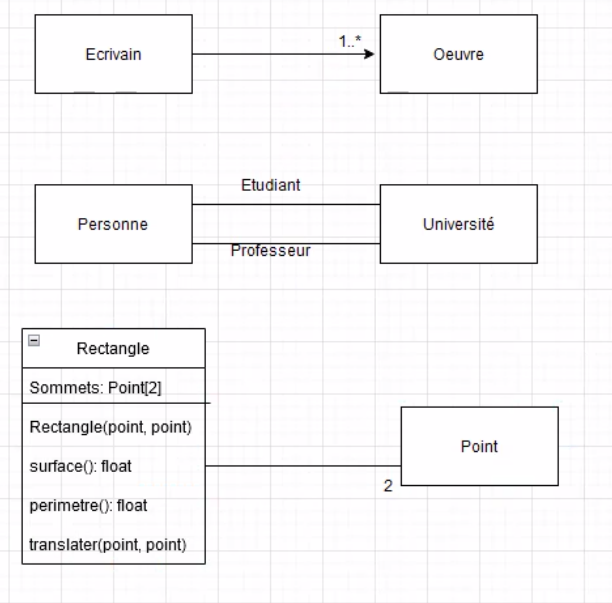 1..*
Ecrivain
Oeuvre
Etudiant
Personne
Université
Professeur
Rectangle
Sommets: Point[2]
Rectangle(point, point)
surface(): float
perimetre(): float
translater(point, point)
Point
2